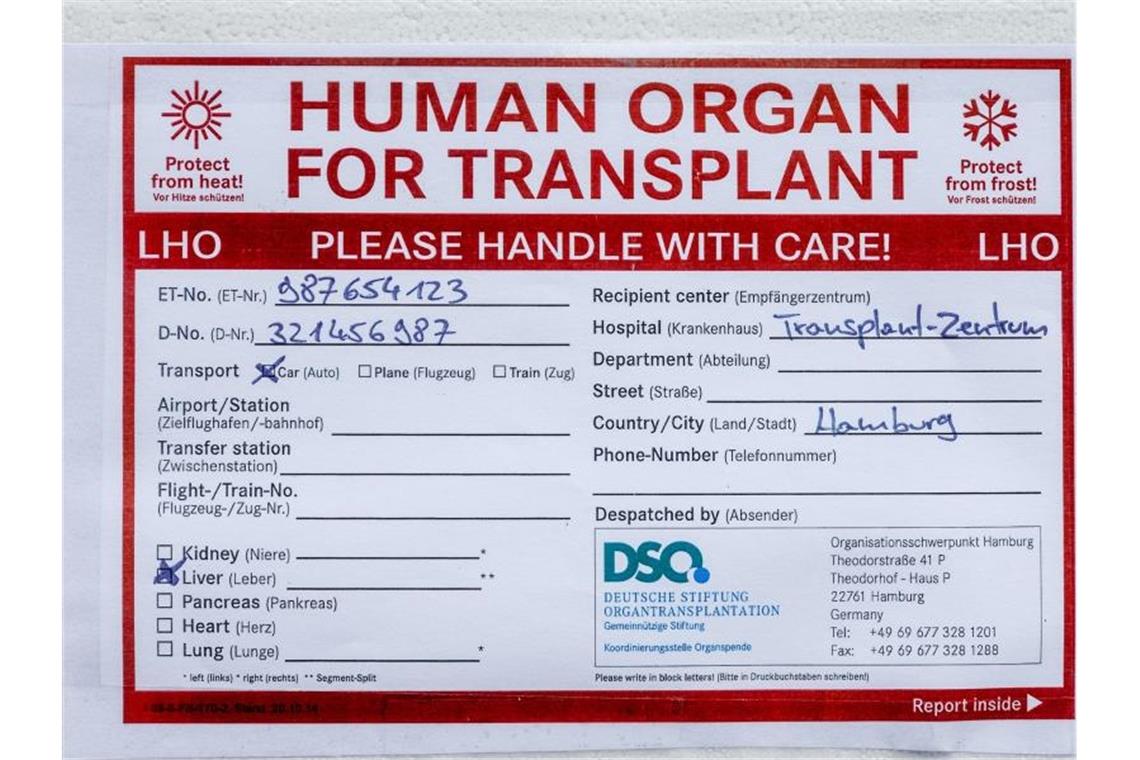 HUMAN ORGAN
FOR TRANSPLANT
Protect
from heat!
Vor Hitze schützen!
Protect
from frost!
Vor Frost schützen!
LHO PLEASE HANDLE WITH CARE! LHO
ET-No. (ET-Nr.) 987654123
D-No. (D-Nr.) 321456987
Transport Car (Auto) Plane (Flugzeug) Train (Zug)
Airport/Station
(Zielflughafen/-bahnhof)
Transfer station
(Zwischenstation)
Flight-/Train-No.
(Flugzeug-/Zug-Nr.)
Kidney (Niere) *
Liver (Leber) **
Pancreas (Pankreas)
Heart (Herz)
Lung (Lunge) *
* left (links) * right (rechts) ** Segment-Split
Recipient center (Empfängerzentrum)
Hospital (Krankenhaus) Transplant-Zentrum
Department (Abteilung)
Street (Straße)
Country/City (Land/Stadt) Hamburg
Phone-Number (Telefonnummer)
Despatched by (Absender)
DSO
DEUTSCHE STIFTUNG
ORGANTRANSPLANTATION
Gemeinnützige Stiftung
Koordinierungsstelle Organspende
Organisationsschwerpunkt Hamburg
Theodorstraße 41 P
Theodorhof - Haus P
22761 Hamburg
Germany
Tel: +49 69 677 328 1201
Fax: +49 69 677 328 1288
Please write in block letters! (Bitte in Druckbuchstaben schreiben!)
Report inside